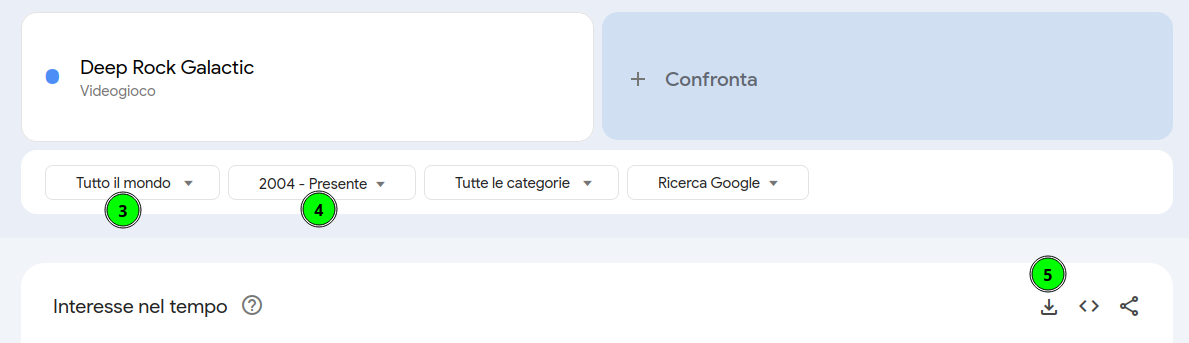 Deep Rock Galactic
Videogioco
+ Confronta
Tutto il mondo
2004 - Presente
Tutte le categorie
Ricerca Google
3
4
5
Interesse nel tempo ?